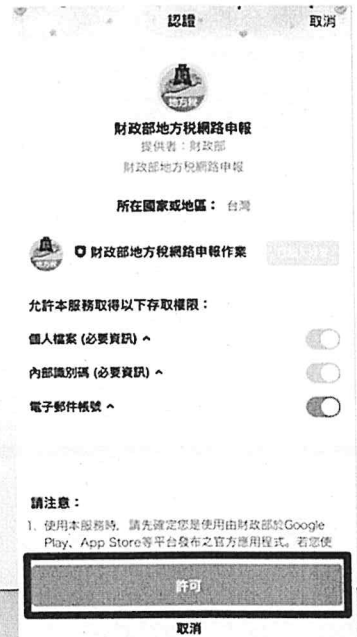 認證
取消
地方稅
財政部地方稅網路申報
提供者：財政部
財政部地方稅網路申報
所在國家或地區： 台灣
財政部地方稅網路申報作業
允許本服務取得以下存取權限：
個人檔案 (必要資訊)
內部識別碼 (必要資訊)
電子郵件帳號
請注意：
1. 使用本服務時，請先確定您是使用由財政部於Google
Play、App Store等平台發布之官方應用程式。若您使
許可
取消